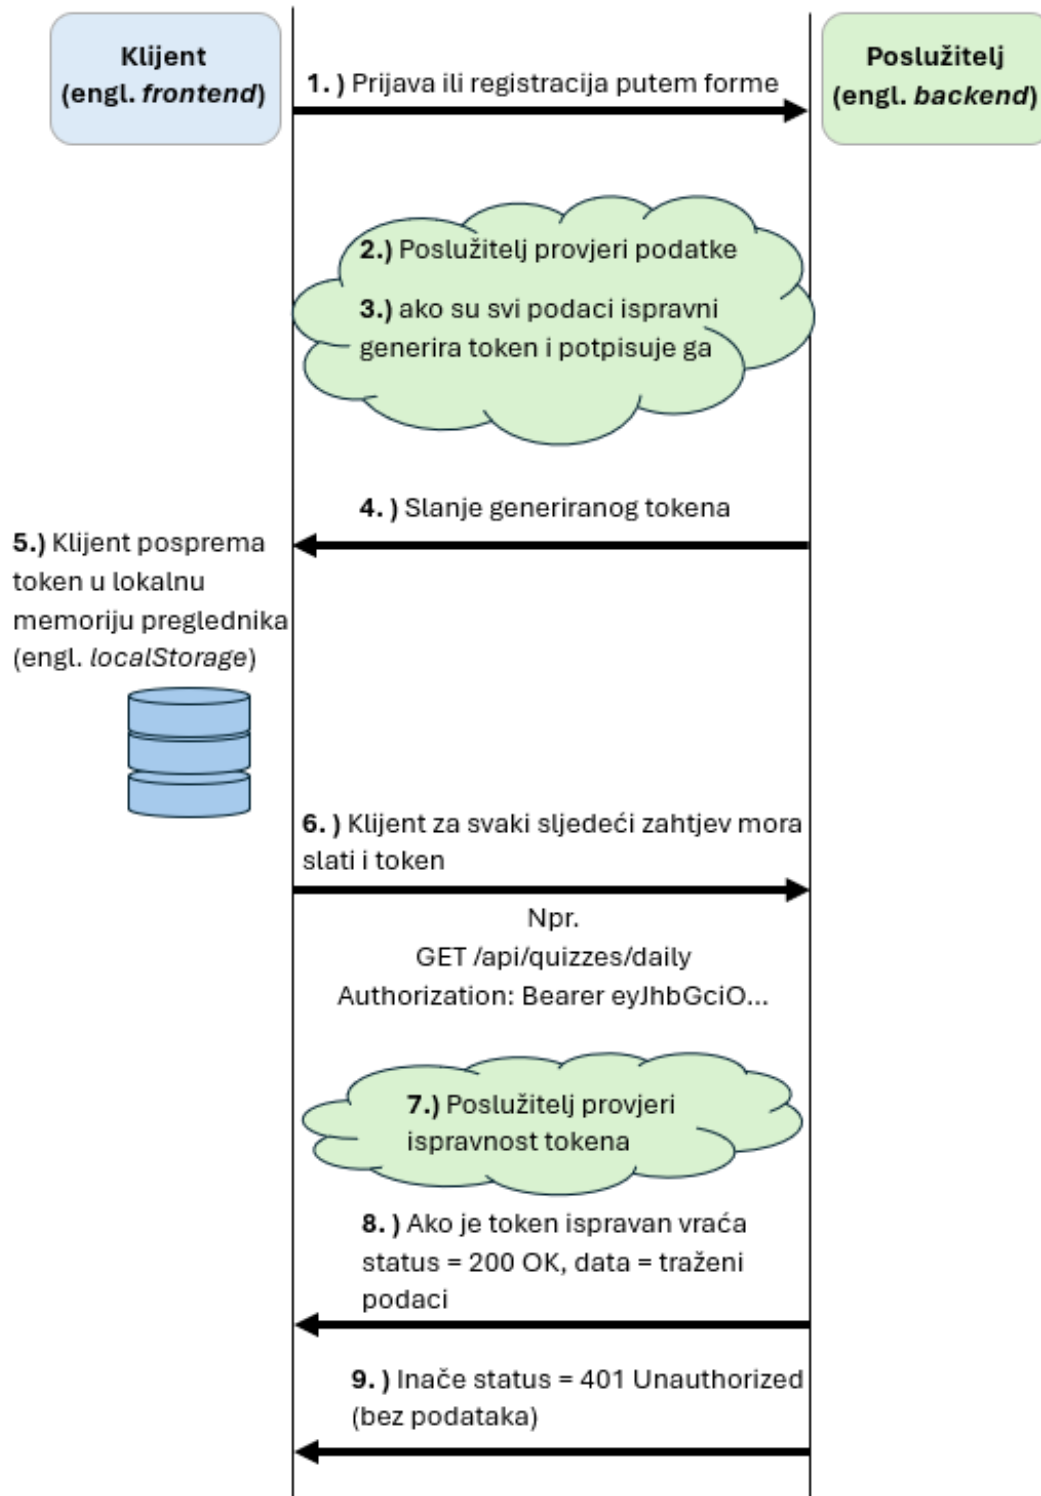 Klijent
(engl. frontend)
Poslužitelj
(engl. backend)
1. ) Prijava ili registracija putem forme
2.) Poslužitelj provjeri podatke
3.) ako su svi podaci ispravni
generira token i potpisuje ga
4. ) Slanje generiranog tokena
5.) Klijent posprema
token u lokalnu
memoriju preglednika
(engl. localStorage)
6. ) Klijent za svaki sljedeći zahtjev mora
slati i token
Npr.
GET /api/quizzes/daily
Authorization: Bearer eyJhbGciO...
7.) Poslužitelj provjeri
ispravnost tokena
8. ) Ako je token ispravan vraća
status = 200 OK, data = traženi
podaci
9. ) Inače status = 401 Unauthorized
(bez podataka)